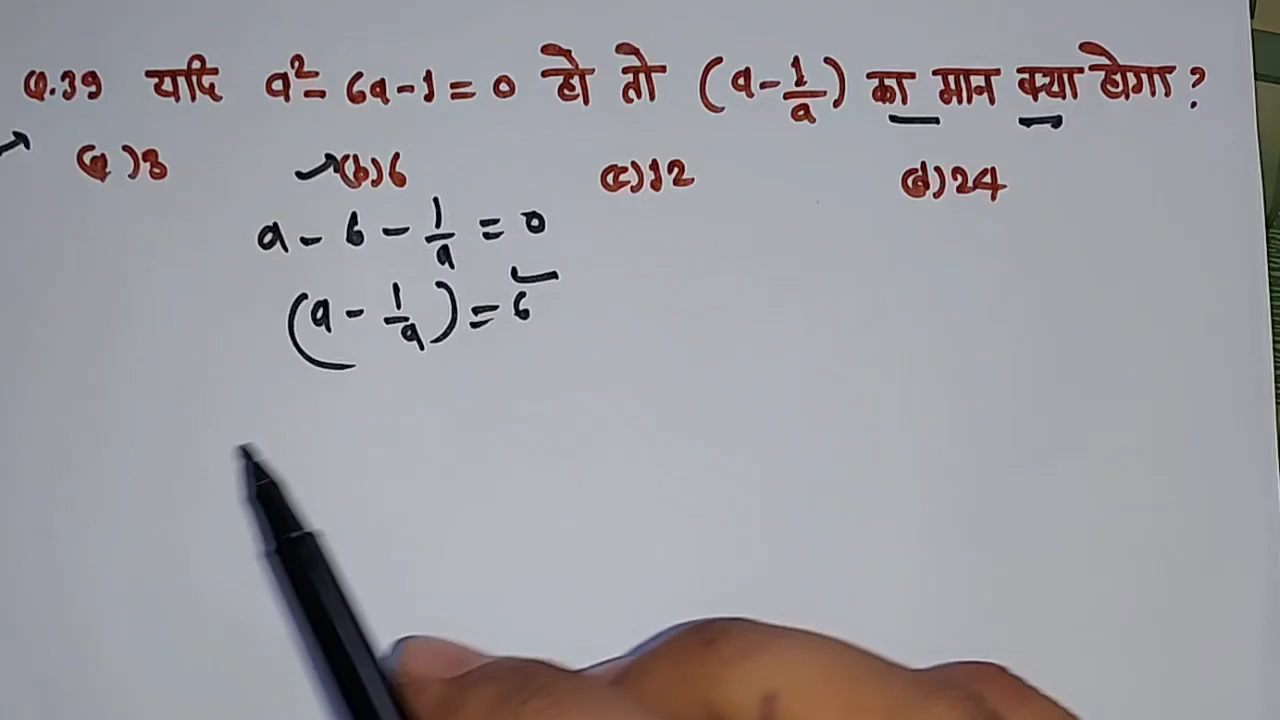 Q.39 यदि a²- 6a-1=0 हो तो (a-1/a) का मान क्या होगा?
(a)3 (b)6 (c)12 (d)24
a - 6 - 1/a = 0
(a - 1/a) = 6